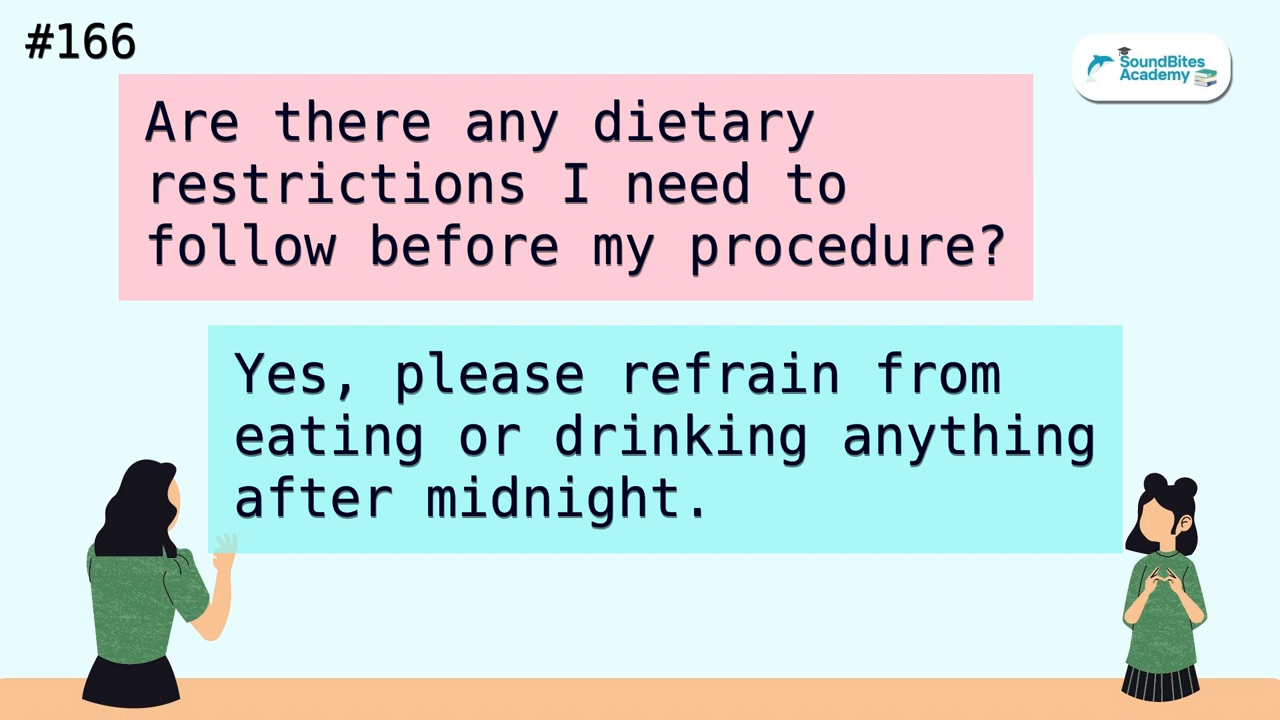 #166
SoundBites
Academy
Are there any dietary
restrictions I need to
follow before my procedure?
Yes, please refrain from
eating or drinking anything
after midnight.